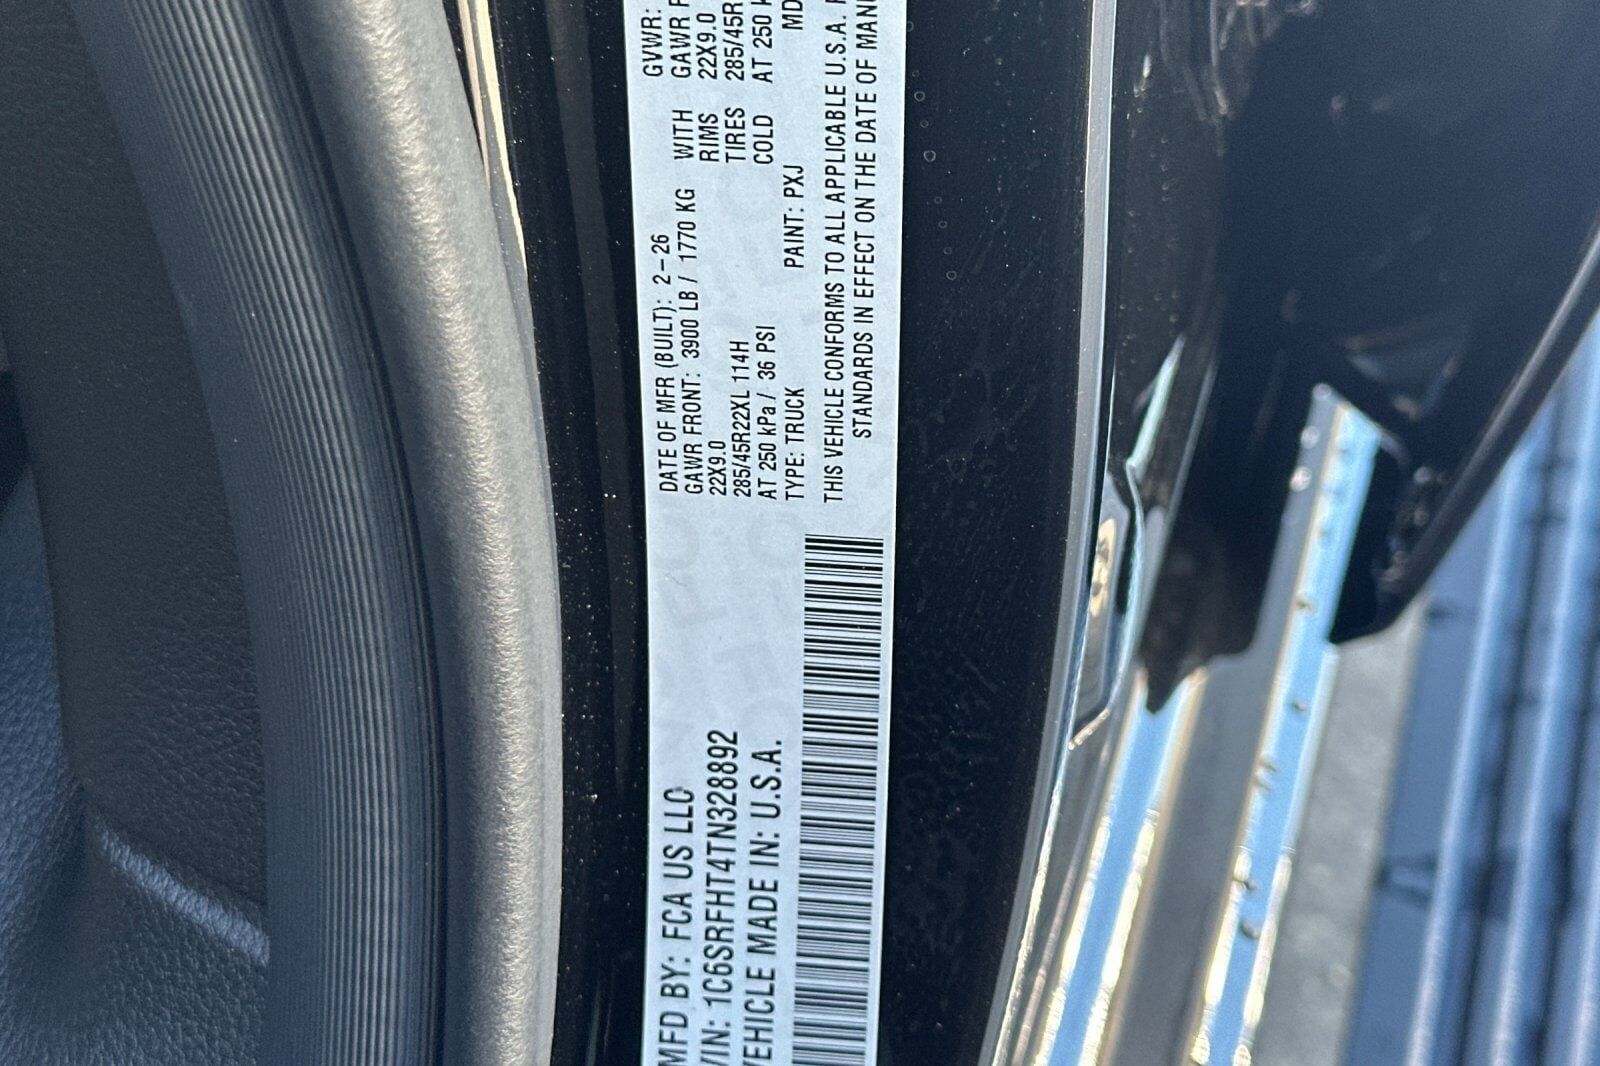 MFD BY: FCA US LLC
VIN: 1C6SRFHT4TN328892
VEHICLE MADE IN: U.S.A.
DATE OF MFR (BUILT): 2-26 GVWR:
GAWR FRONT: 3900 LB / 1770 KG WITH GAWR
22X9.0 RIMS 22X9.0
285/45R22XL 114H TIRES 285/45R
AT 250 kPa / 36 PSI COLD AT 250
TYPE: TRUCK PAINT: PXJ
THIS VEHICLE CONFORMS TO ALL APPLICABLE U.S.A.
STANDARDS IN EFFECT ON THE DATE OF